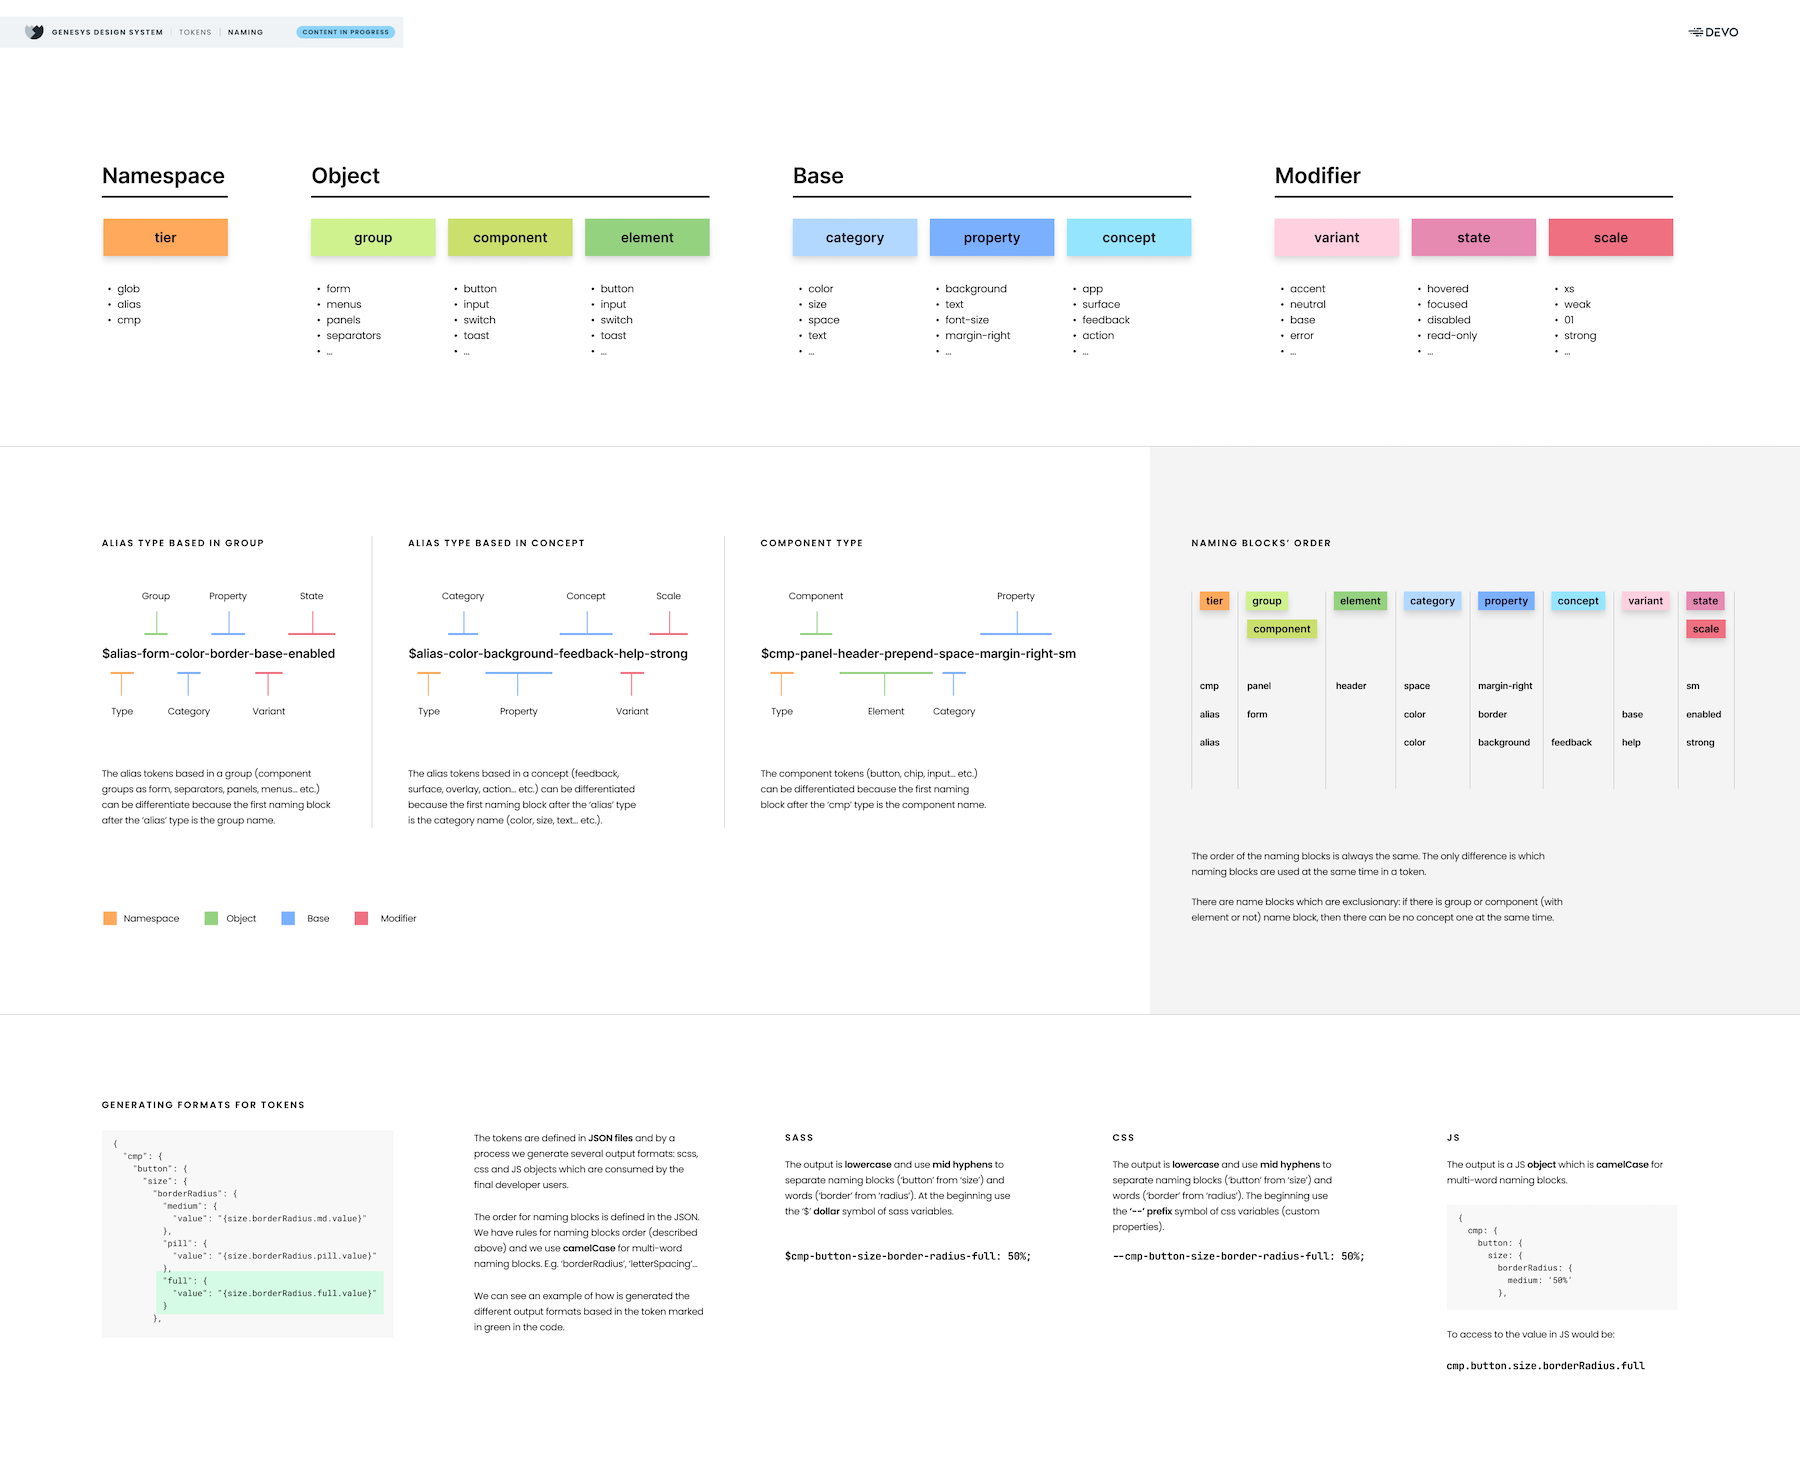 GENESYS DESIGN SYSTEM | TOKENS | NAMING
CONTENT IN PROGRESS
DEVO
Namespace
tier
• glob
• alias
• cmp
Object
group
• form
• menus
• panels
• separators
• ...
component
• button
• input
• switch
• toast
• ...
element
• button
• input
• switch
• toast
• ...
Base
category
• color
• size
• space
• text
• ...
property
• background
• text
• font-size
• margin-right
• ...
concept
• app
• surface
• feedback
• action
• ...
Modifier
variant
• accent
• neutral
• base
• error
• ...
state
• hovered
• focused
• disabled
• read-only
• ...
scale
• xs
• weak
• 01
• strong
• ...
ALIAS TYPE BASED IN GROUP
Group Property State
$alias-form-color-border-base-enabled
Type Category Variant
The alias tokens based in a group (component
groups as form, separators, panels, menus... etc.)
can be differentiate because the first naming block
after the ‘alias’ type is the group name.
ALIAS TYPE BASED IN CONCEPT
Category Concept Scale
$alias-color-background-feedback-help-strong
Type Property Variant
The alias tokens based in a concept (feedback,
surface, overlay, action... etc.) can be differentiated
because the first naming block after the ‘alias’ type
is the category name (color, size, text... etc.).
COMPONENT TYPE
Component Property
$cmp-panel-header-prepend-space-margin-right-sm
Type Element Category
The component tokens (button, chip, input... etc.)
can be differentiated because the first naming
block after the ‘cmp’ type is the component name.
Namespace Object Base Modifier
NAMING BLOCKS’ ORDER
tier group element category property concept variant state
component scale
cmp panel header space margin-right sm
alias form color border base enabled
alias color background feedback help strong
The order of the naming blocks is always the same. The only difference is which
naming blocks are used at the same time in a token.
There are name blocks which are exclusionary: if there is group or component (with
element or not) name block, then there can be no concept one at the same time.
GENERATING FORMATS FOR TOKENS
{
"cmp": {
"button": {
"size": {
"borderRadius": {
"medium": {
"value": "{size.borderRadius.md.value}"
},
"pill": {
"value": "{size.borderRadius.pill.value}"
},
"full": {
"value": "{size.borderRadius.full.value}"
}
},
The tokens are defined in JSON files and by a
process we generate several output formats: scss,
css and JS objects which are consumed by the
final developer users.
The order for naming blocks is defined in the JSON.
We have rules for naming blocks order (described
above) and we use camelCase for multi-word
naming blocks. E.g. ‘borderRadius’, ‘letterSpacing’...
We can see an example of how is generated the
different output formats based in the token marked
in green in the code.
SASS
The output is lowercase and use mid hyphens to
separate naming blocks (‘button’ from ‘size’) and
words (‘border’ from ‘radius’). At the beginning use
the ‘$’ dollar symbol of sass variables.
$cmp-button-size-border-radius-full: 50%;
CSS
The output is lowercase and use mid hyphens to
separate naming blocks (‘button’ from ‘size’) and
words (‘border’ from ‘radius’). The beginning use
the ‘--’ prefix symbol of css variables (custom
properties).
--cmp-button-size-border-radius-full: 50%;
JS
The output is a JS object which is camelCase for
multi-word naming blocks.
{
cmp: {
button: {
size: {
borderRadius: {
medium: '50%'
},
To access to the value in JS would be:
cmp.button.size.borderRadius.full